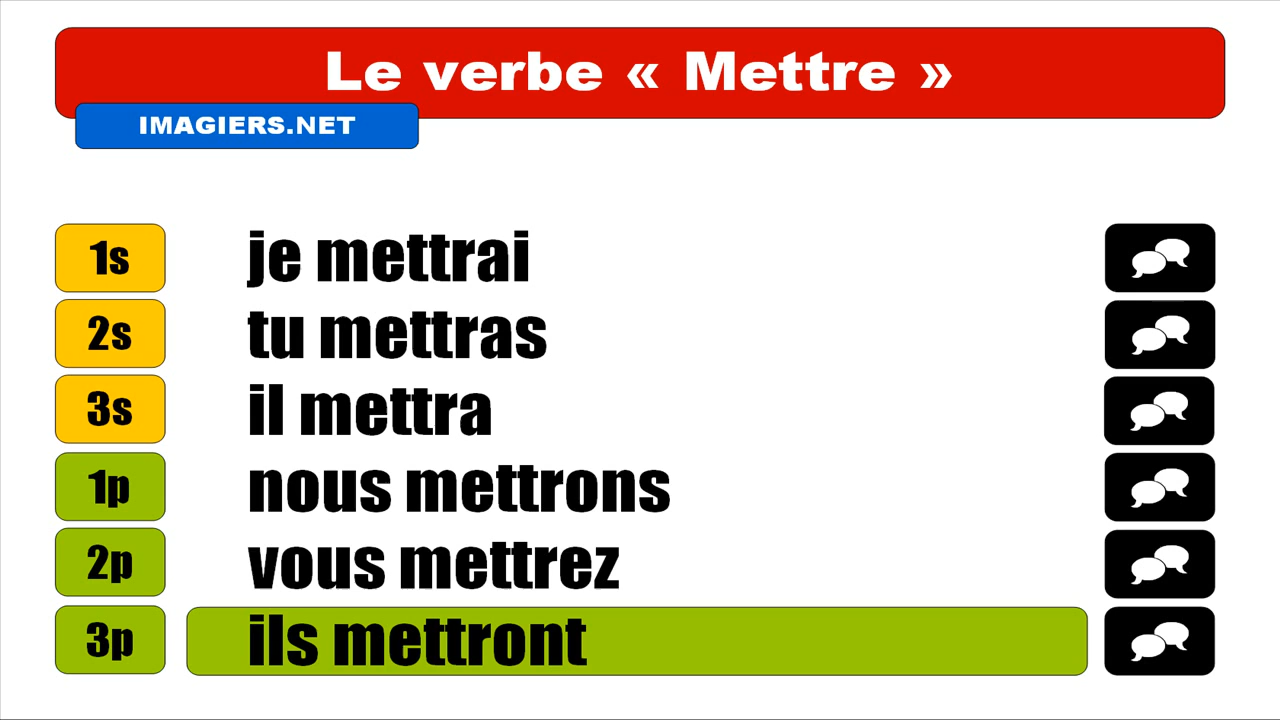 Le verbe « Mettre »
IMAGIERS.NET
1s je mettrai
2s tu mettras
3s il mettra
1p nous mettrons
2p vous mettrez
3p ils mettront